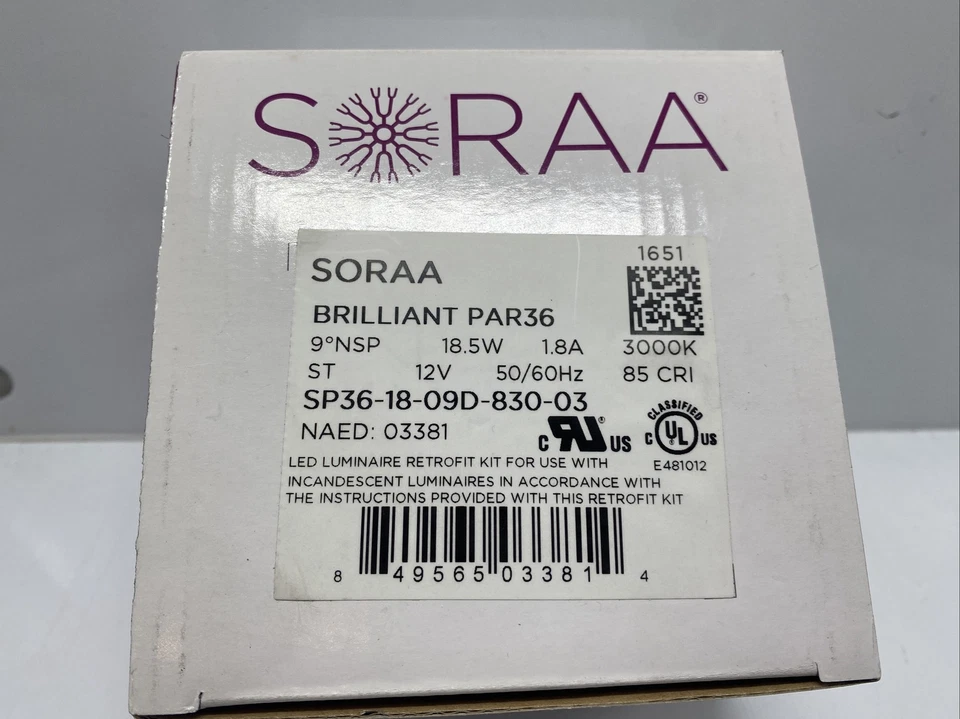 SORAA®
1651
SORAA
BRILLIANT PAR36
9°NSP 18.5W 1.8A 3000K
ST 12V 50/60Hz 85 CRI
SP36-18-09D-830-03
NAED: 03381
C RU® US
CLASSIFIED
C UL US
E481012
LED LUMINAIRE RETROFIT KIT FOR USE WITH
INCANDESCENT LUMINAIRES IN ACCORDANCE WITH
THE INSTRUCTIONS PROVIDED WITH THIS RETROFIT KIT
8 49565 03381 4